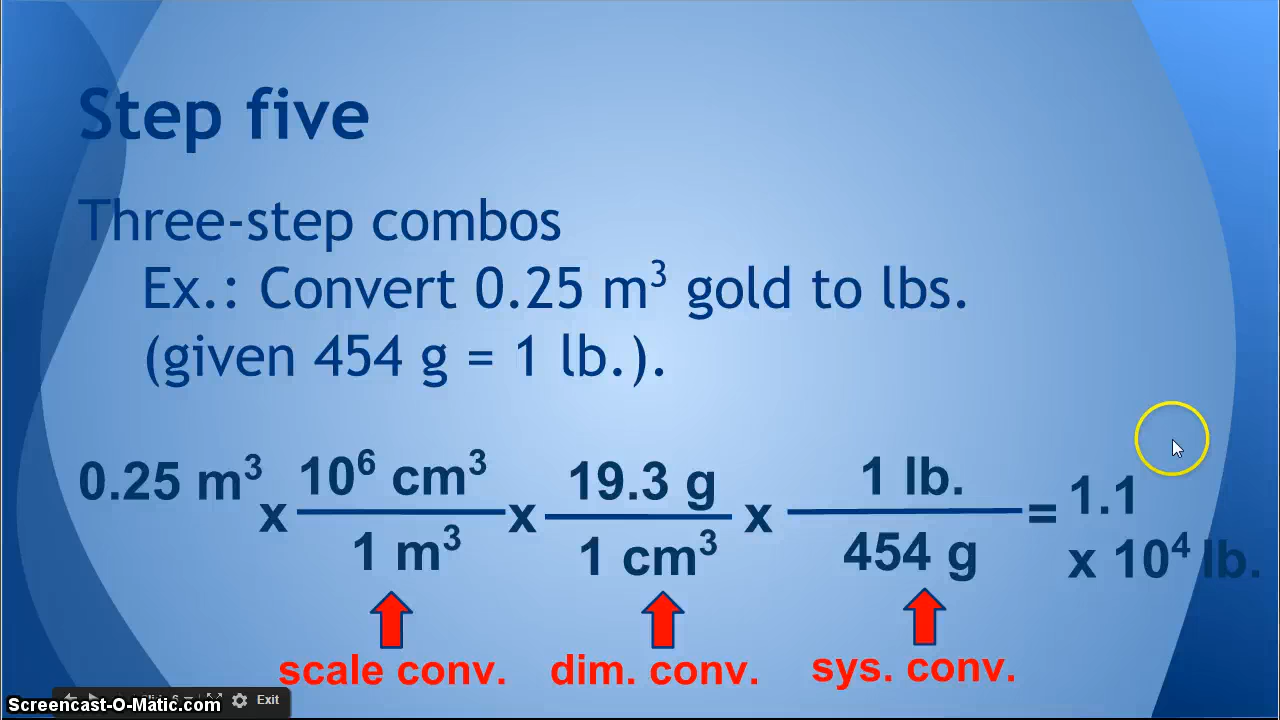 Step five
Three-step combos
Ex.: Convert 0.25 m³ gold to lbs.
(given 454 g = 1 lb.).
0.25 m³ x 10⁶ cm³ / 1 m³ x 19.3 g / 1 cm³ x 1 lb. / 454 g = 1.1 x 10⁴ lb.
scale conv. dim. conv. sys. conv.
Exit
Screencast-O-Matic.com